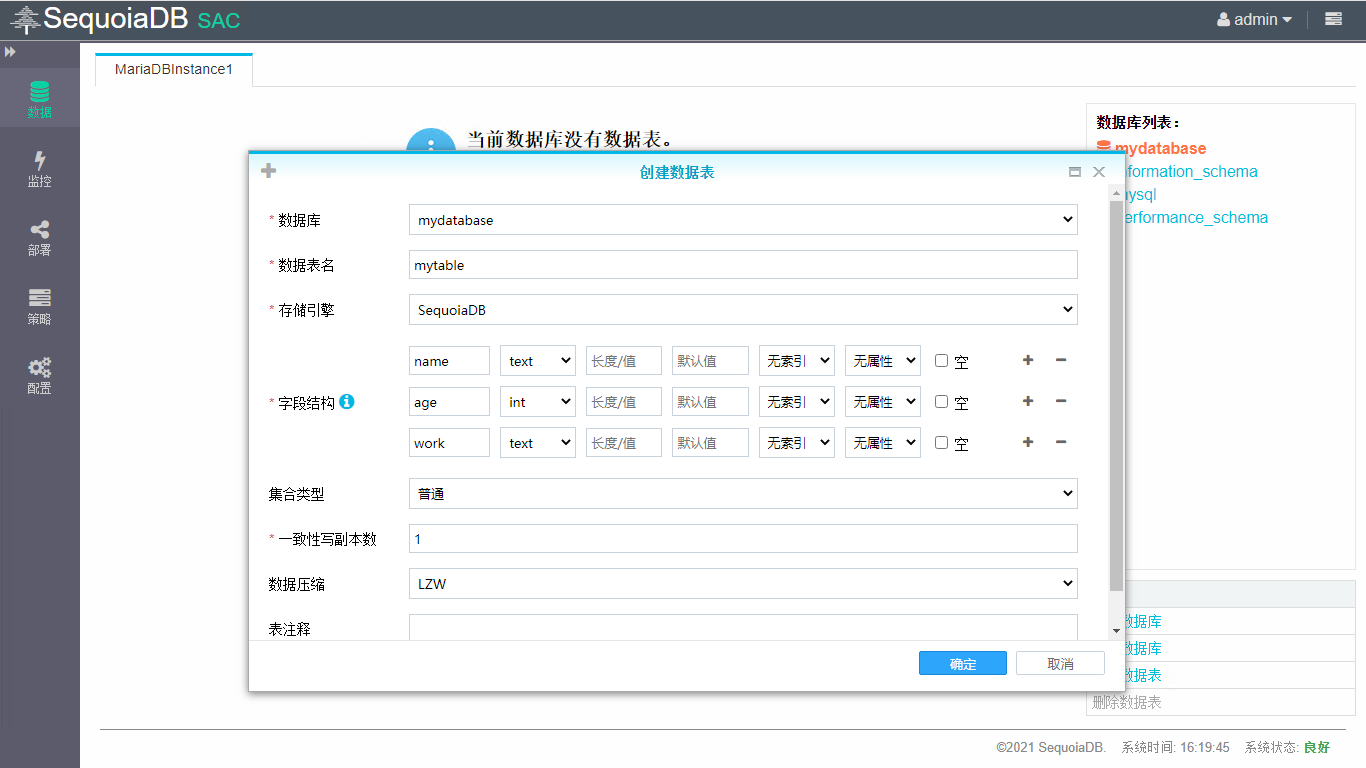 SequoiaDB SAC
admin
MariaDBInstance1
数据
监控
部署
策略
配置
当前数据库没有数据表。
数据库列表：
mydatabase
nformation_schema
ysql
erformance_schema
创建数据表
* 数据库 mydatabase
* 数据表名 mytable
* 存储引擎 SequoiaDB
name text 长度/值 默认值 无索引 无属性 空
* 字段结构 age int 长度/值 默认值 无索引 无属性 空
work text 长度/值 默认值 无索引 无属性 空
集合类型 普通
* 一致性写副本数 1
数据压缩 LZW
表注释
确定 取消
数据库
数据库
数据表
删除数据表
©2021 SequoiaDB. 系统时间: 16:19:45 系统状态: 良好